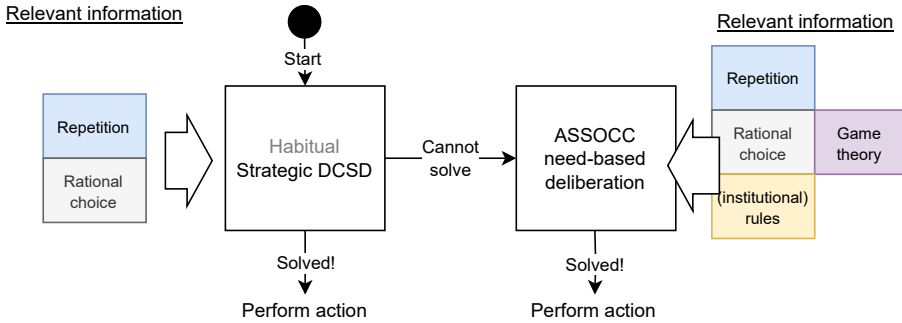 Relevant information
Relevant information
Start
Repetition
Rational
choice
Habitual
Strategic DCSD
Cannot
solve
ASSOCC
need-based
deliberation
Repetition
Rational
choice
Game
theory
(institutional)
rules
Solved!
Solved!
Perform action
Perform action